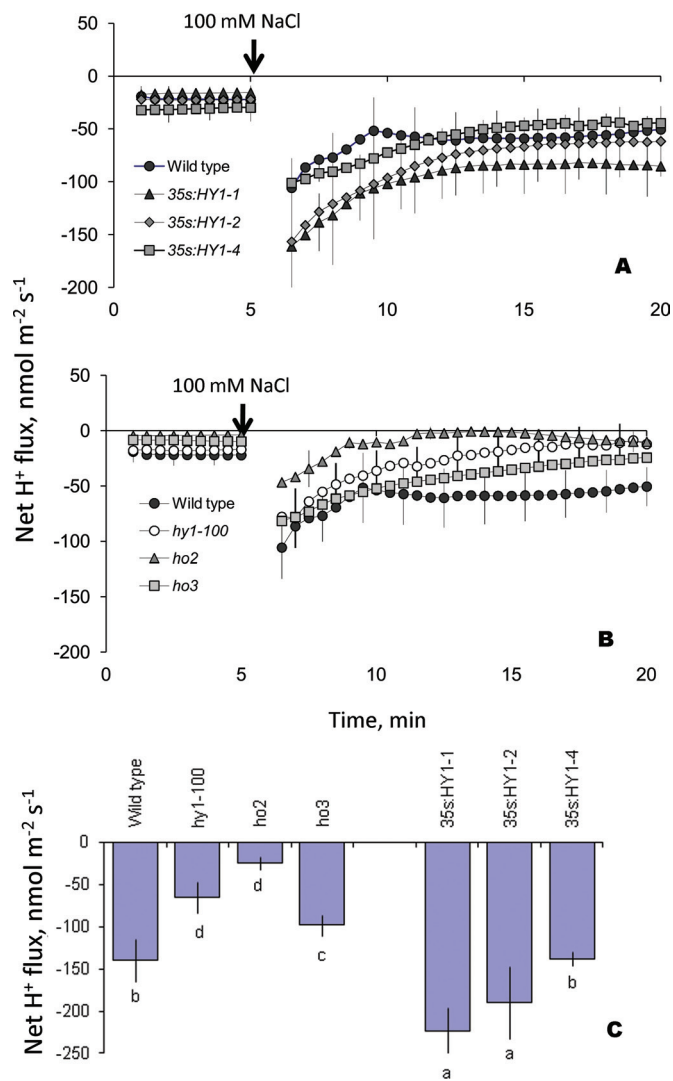 100 mM NaCl
50
0
-50
-100
-150
-200
Wild type
35s:HY1-1
35s:HY1-2
35s:HY1-4
A
0 5 10 15 20
Net H+ flux, nmol m-2 s-1
100 mM NaCl
50
0
-50
-100
-150
-200
Wild type
hy1-100
ho2
ho3
B
0 5 10 15 20
Time, min
Wild type
hy1-100
ho2
ho3
35s:HY1-1
35s:HY1-2
35s:HY1-4
Net H+ flux, nmol m-2 s-1
0
-50
-100
-150
-200
-250
b
d
d
c
a
a
b
C